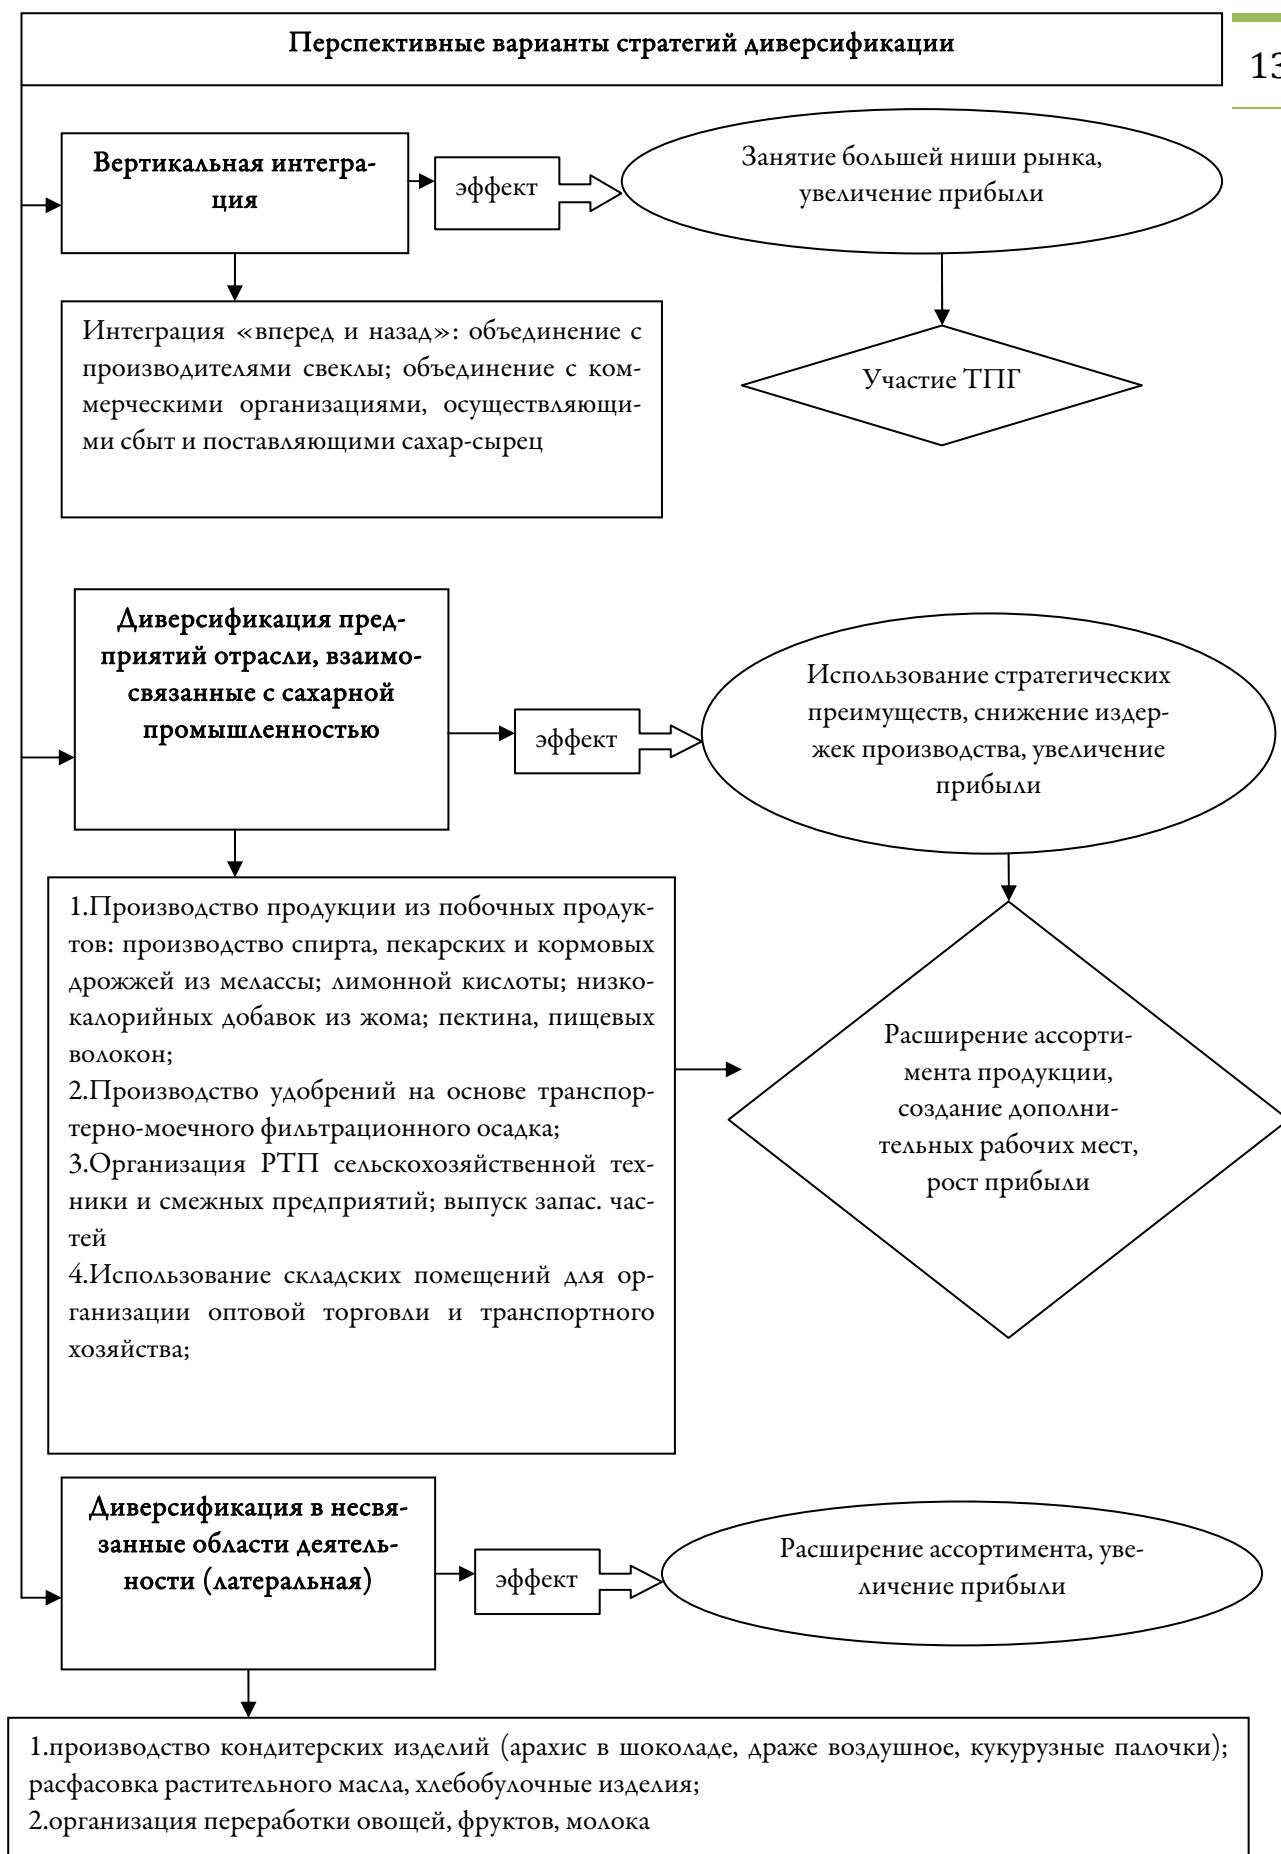 Перспективные варианты стратегий диверсификации
13
Вертикальная интегра-
ция
эффект
Занятие большей ниши рынка,
увеличение прибыли
Интеграция «вперед и назад»: объединение с
производителями свеклы; объединение с ком-
мерческими организациями, осуществляющи-
ми сбыт и поставляющими сахар-сырец
Участие ТПГ
Диверсификация пред-
приятий отрасли, взаимо-
связанные с сахарной
промышленностью
эффект
Использование стратегических
преимуществ, снижение издер-
жек производства, увеличение
прибыли
1.Производство продукции из побочных продук-
тов: производство спирта, пекарских и кормовых
дрожжей из мелассы; лимонной кислоты; низко-
калорийных добавок из жома; пектина, пищевых
волокон;
2.Производство удобрений на основе транспор-
терно-моечного фильтрационного осадка;
3.Организация РТП сельскохозяйственной тех-
ники и смежных предприятий; выпуск запас. час-
тей
4.Использование складских помещений для ор-
ганизации оптовой торговли и транспортного
хозяйства;
Расширение ассорти-
мента продукции,
создание дополни-
тельных рабочих мест,
рост прибыли
Диверсификация в несвя-
занные области деятель-
ности (латеральная)
эффект
Расширение ассортимента, уве-
личение прибыли
1.производство кондитерских изделий (арахис в шоколаде, драже воздушное, кукурузные палочки);
расфасовка растительного масла, хлебобулочные изделия;
2.организация переработки овощей, фруктов, молока